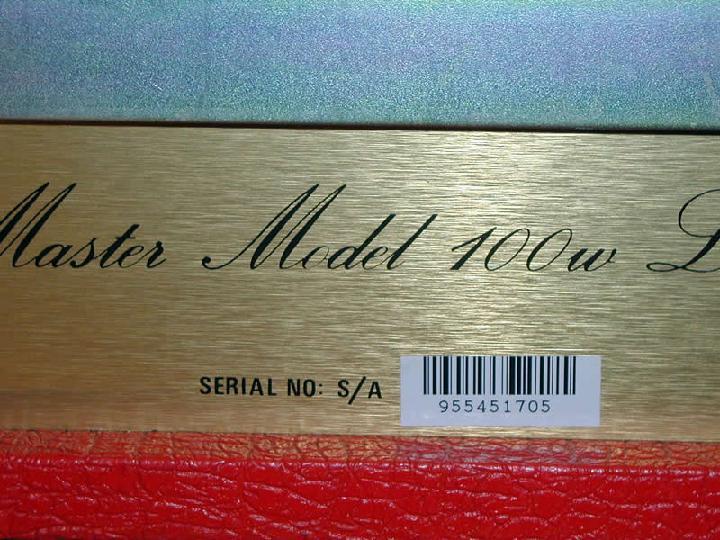 Master Model 100w
SERIAL NO: S/A
955451705